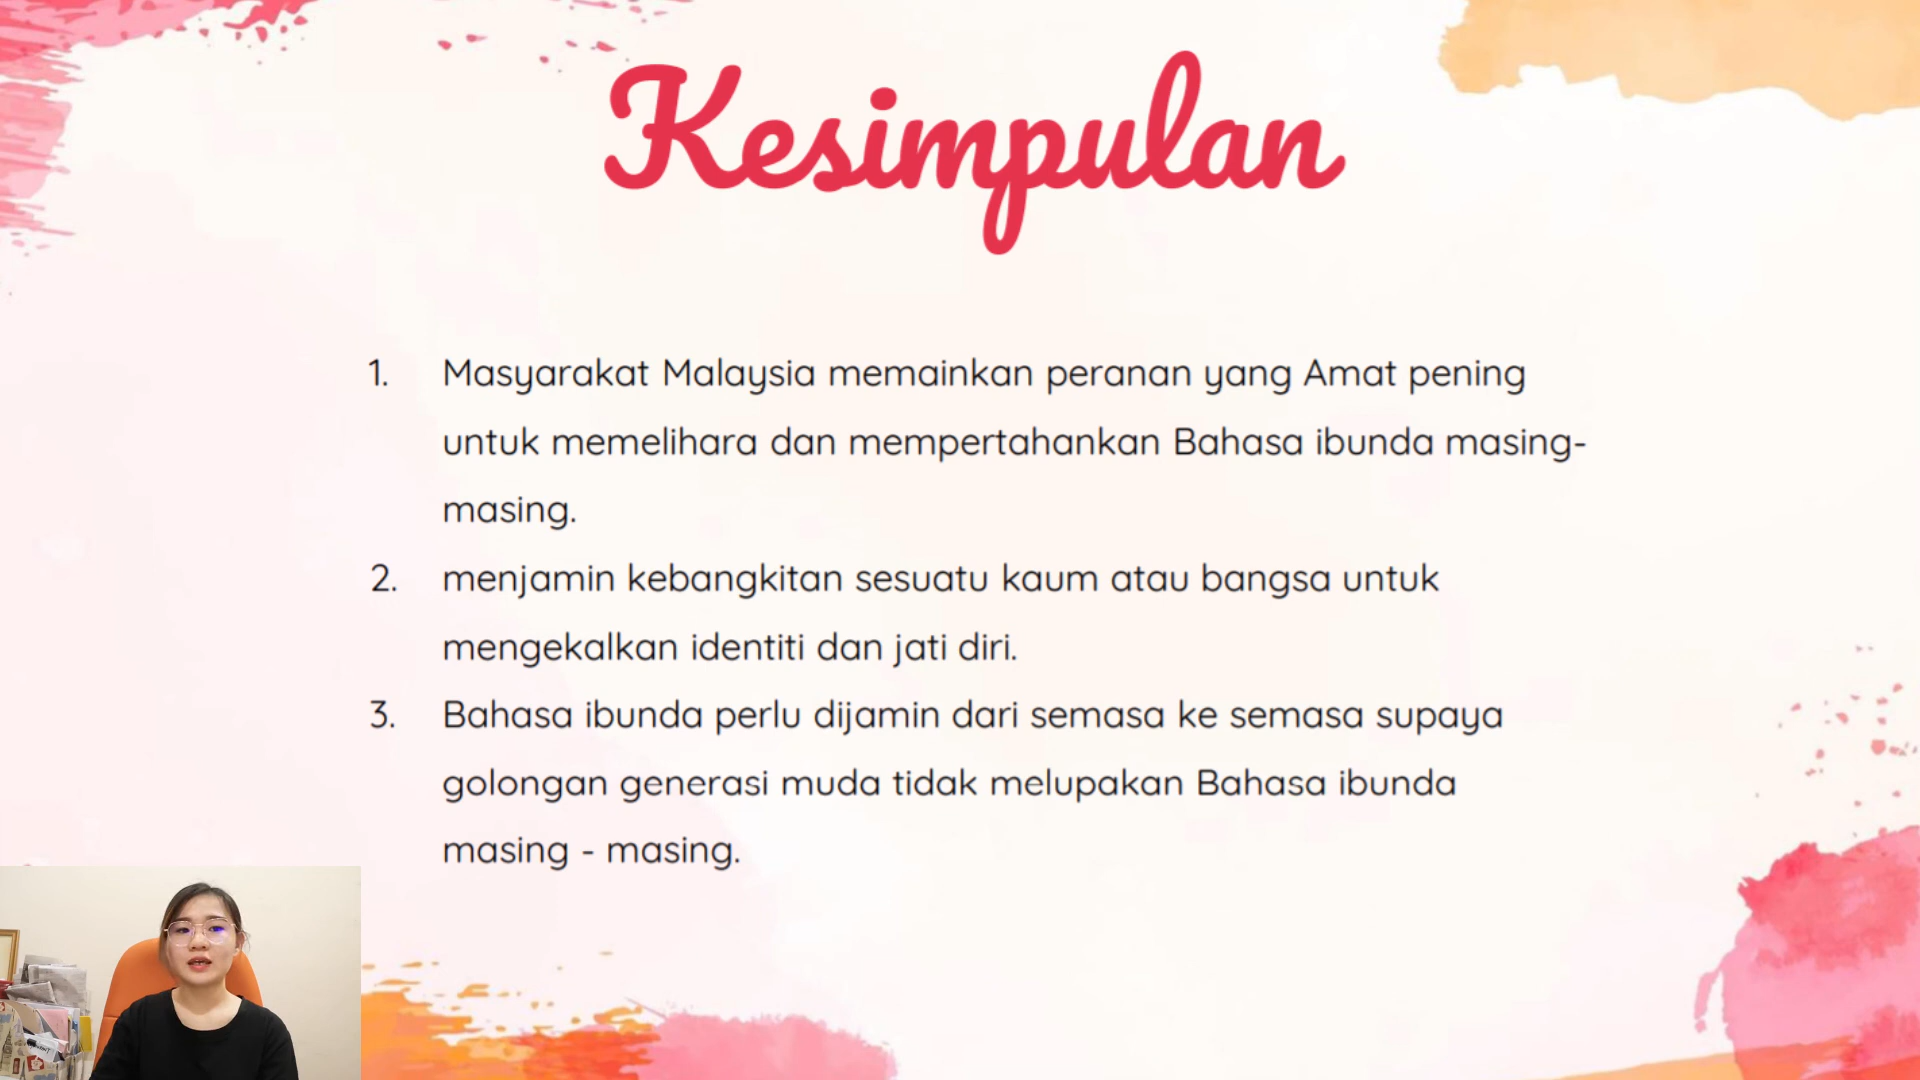 Kesimpulan
1. Masyarakat Malaysia memainkan peranan yang Amat pening
untuk memelihara dan mempertahankan Bahasa ibunda masing-
masing.
2. menjamin kebangkitan sesuatu kaum atau bangsa untuk
mengekalkan identiti dan jati diri.
3. Bahasa ibunda perlu dijamin dari semasa ke semasa supaya
golongan generasi muda tidak melupakan Bahasa ibunda
masing - masing.